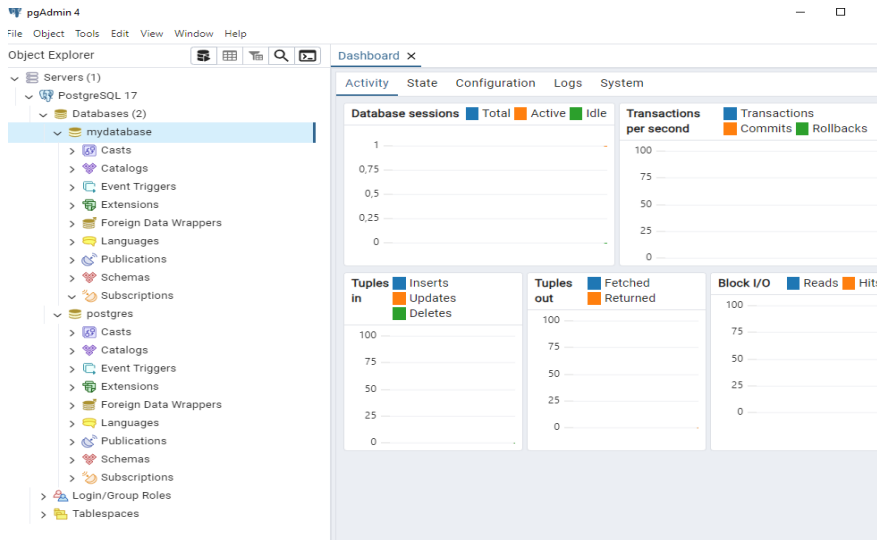 pgAdmin 4
File Object Tools Edit View Window Help
Object Explorer
Servers (1)
PostgreSQL 17
Databases (2)
mydatabase
Casts
Catalogs
Event Triggers
Extensions
Foreign Data Wrappers
Languages
Publications
Schemas
Subscriptions
postgres
Casts
Catalogs
Event Triggers
Extensions
Foreign Data Wrappers
Languages
Publications
Schemas
Subscriptions
Login/Group Roles
Tablespaces
Dashboard
Activity State Configuration Logs System
Database sessions Total Active Idle
1
0,75
0,5
0,25
0
Transactions per second
Transactions
Commits Rollbacks
100
75
50
25
0
Tuples in
Inserts
Updates
Deletes
100
75
50
25
0
Tuples out
Fetched
Returned
100
75
50
25
0
Block I/O Reads Hits
100
75
50
25
0